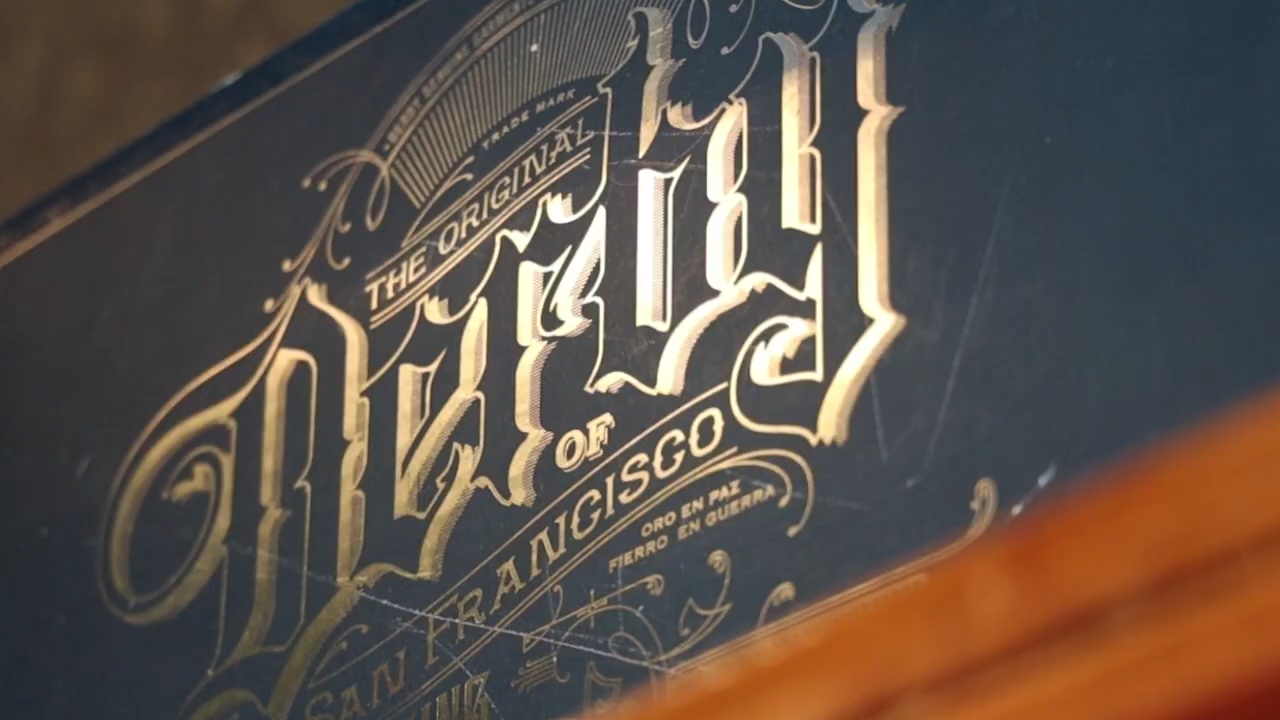 TRADE MARK
THE ORIGINAL
Derby
OF
SAN FRANCISCO
ORO EN PAZ
FIERRO EN GUERRA